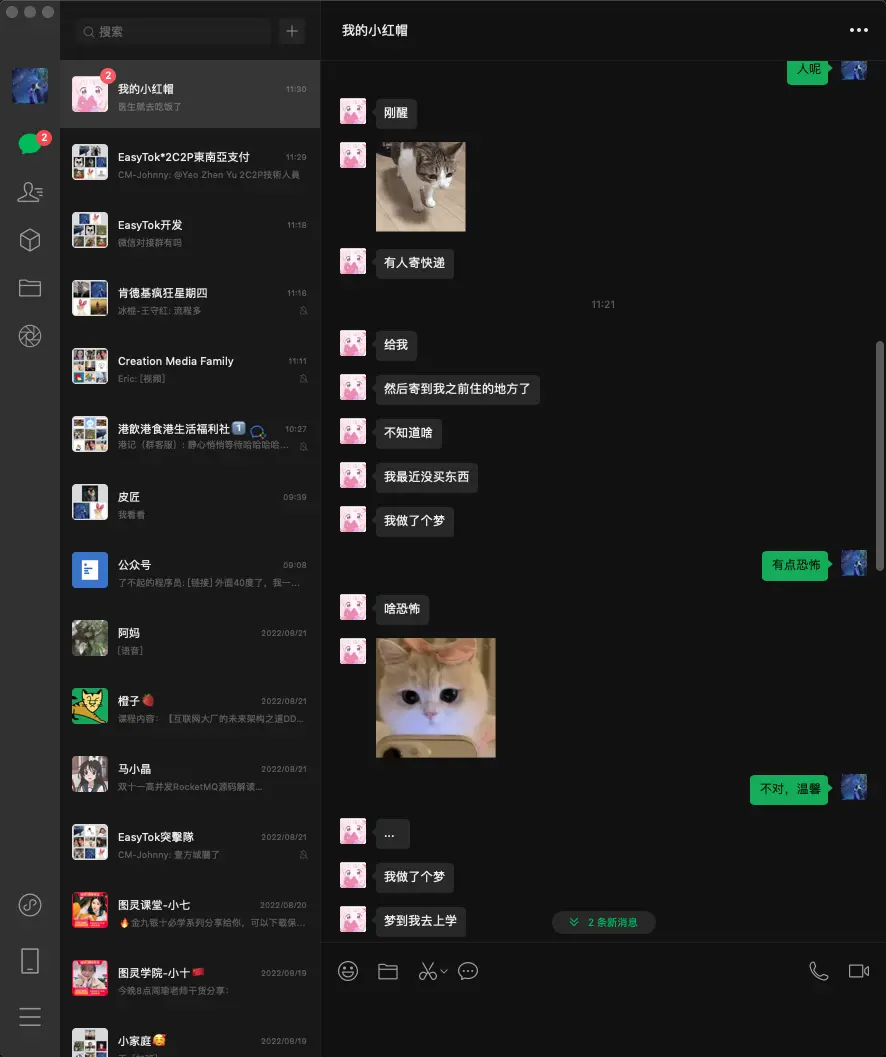 搜索
我的小红帽
2
我的小红帽
11:30
医生就去吃饭了
2
EasyTok*2C2P東南亞支付
11:29
CM-Johnny: @Yeo Zhen Yu 2C2P技術人員
EasyTok开发
11:18
微信对接群有吗
肯德基疯狂星期四
11:16
冰棍-王守红: 流程多
Creation Media Family
11:11
Eric: [视频]
港飲港食港生活福利社1️⃣
10:27
港记（群客服）: 静心悄悄等待哈哈哈哈...
皮匠
09:39
我看看
公众号
09:08
了不起的程序员: [链接] 外面40度了，我一...
阿妈
2022/08/21
[语音]
橙子🍓
2022/08/21
课程内容：【互联网大厂的未来架构之道DD...
马小晶
2022/08/21
双十一高并发RocketMQ源码解读...
EasyTok突擊隊
2022/08/21
CM-Johnny: 壹方城關了
图灵课堂-小七
2022/08/20
🔥金九银十必学系列分享给你，可以下载保...
图灵学院-小十🇨🇳
2022/08/19
今晚8点周瑜老师干货分享：
小家庭🥰
2022/08/19
人呢
刚醒
有人寄快递
11:21
给我
然后寄到我之前住的地方了
不知道啥
我最近没买东西
我做了个梦
有点恐怖
啥恐怖
不对，温馨
...
我做了个梦
梦到我去上学
2 条新消息